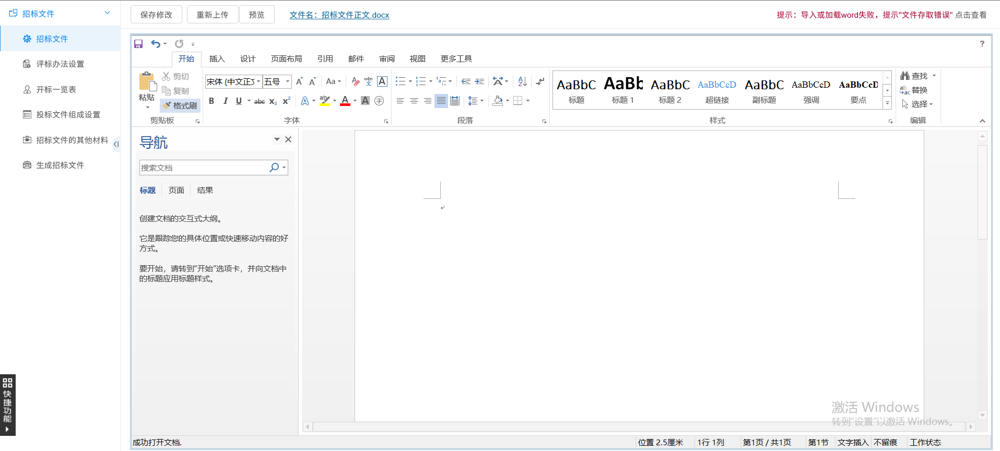 招标文件
招标文件
评标办法设置
开标一览表
投标文件组成设置
招标文件的其他材料
生成招标文件
快捷功能
保存修改 重新上传 预览 文件名：招标文件正文.docx 提示：导入或加载word失败，提示"文件存取错误" 点击查看
?
开始 插入 设计 页面布局 引用 邮件 审阅 视图 更多工具
粘贴
剪切
复制
格式刷
剪贴板
宋体 (中文正文 五号 A A Aa wén 文 A
B I U abc X₂ X² A ab A A 字
字体
段落
AaBbC AaBb AaBbC AaBbCcD AaBbC AaBbCcD AaBbCcD
标题 标题 1 标题 2 超链接 副标题 强调 要点
样式
查找
替换
选择
编辑
导航
搜索文档
标题 页面 结果
创建文档的交互式大纲。
它是跟踪您的具体位置或快速移动内容的好
方式。
要开始，请转到“开始”选项卡，并向文档中
的标题应用标题样式。
激活 Windows
转到“设置”以激活 Windows。
成功打开文档. 位置 2.5厘米 1行 1列 第1页 / 共1页 第1节 文字插入 不留痕 工作状态